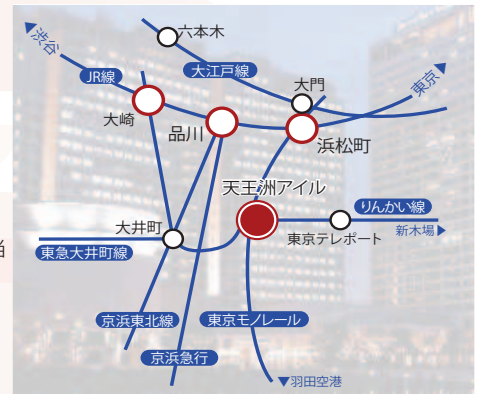 渋谷
六本木
大江戸線
JR線
大門
東京
大崎
品川
浜松町
天王洲アイル
りんかい線
大井町
東京テレポート
新木場
当
東急大井町線
京浜東北線
東京モノレール
京浜急行
羽田空港